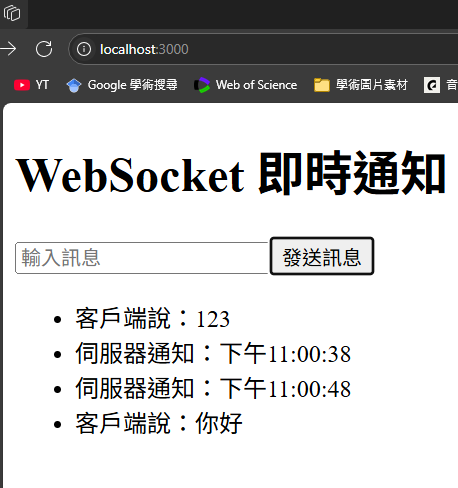 localhost:3000
YT Google 學術搜尋 Web of Science 學術圖片素材 音
WebSocket 即時通知
輸入訊息 發送訊息
客戶端說：123
伺服器通知：下午11:00:38
伺服器通知：下午11:00:48
客戶端說：你好